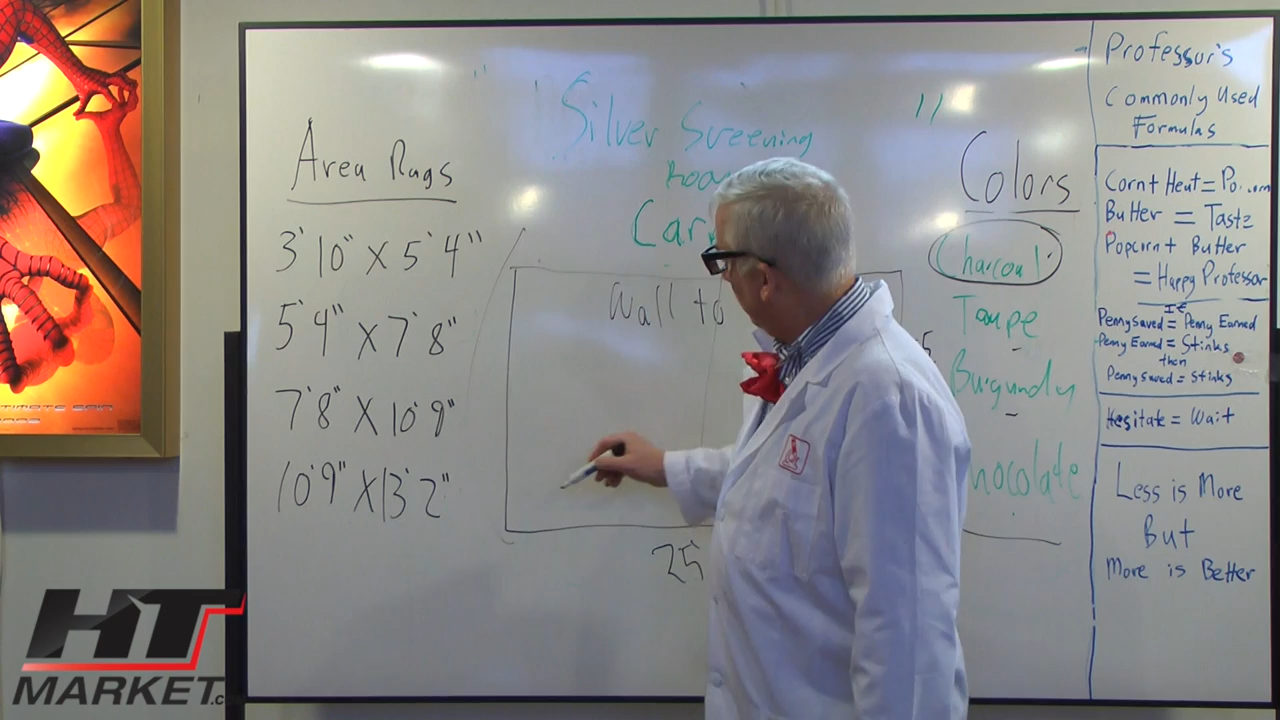 Area Rugs
3'10" X 5'4"
5'4" X 7'8"
7'8" X 10'9"
10'9" X 13'2"
" Silver Screening "
Wall to
25
Colors
Charcoal
Taupe
Burgundy
Professor's
Commonly Used
Formulas
Corn + Heat =
Butter = Taste
Popcorn + Butter
= Happy Professor
If
Penny saved = Penny Earned
Penny Earned = Stinks
then
Penny saved = Stinks
Hesitate = Wait
Less is More
But
More is Better
HT
MARKET